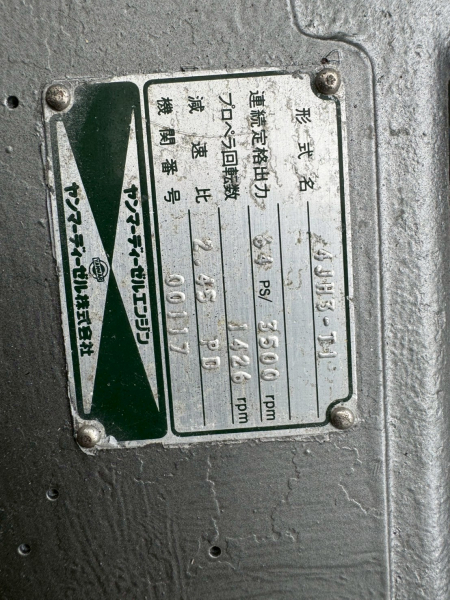 ヤンマーディーゼルエンジン
形式名 4JH3-T1
連続定格出力 64 PS/ 3500 rpm
プロペラ回転数 1426 rpm
減速比 2.45 PD
機関番号 00117
ヤンマーディーゼル株式会社